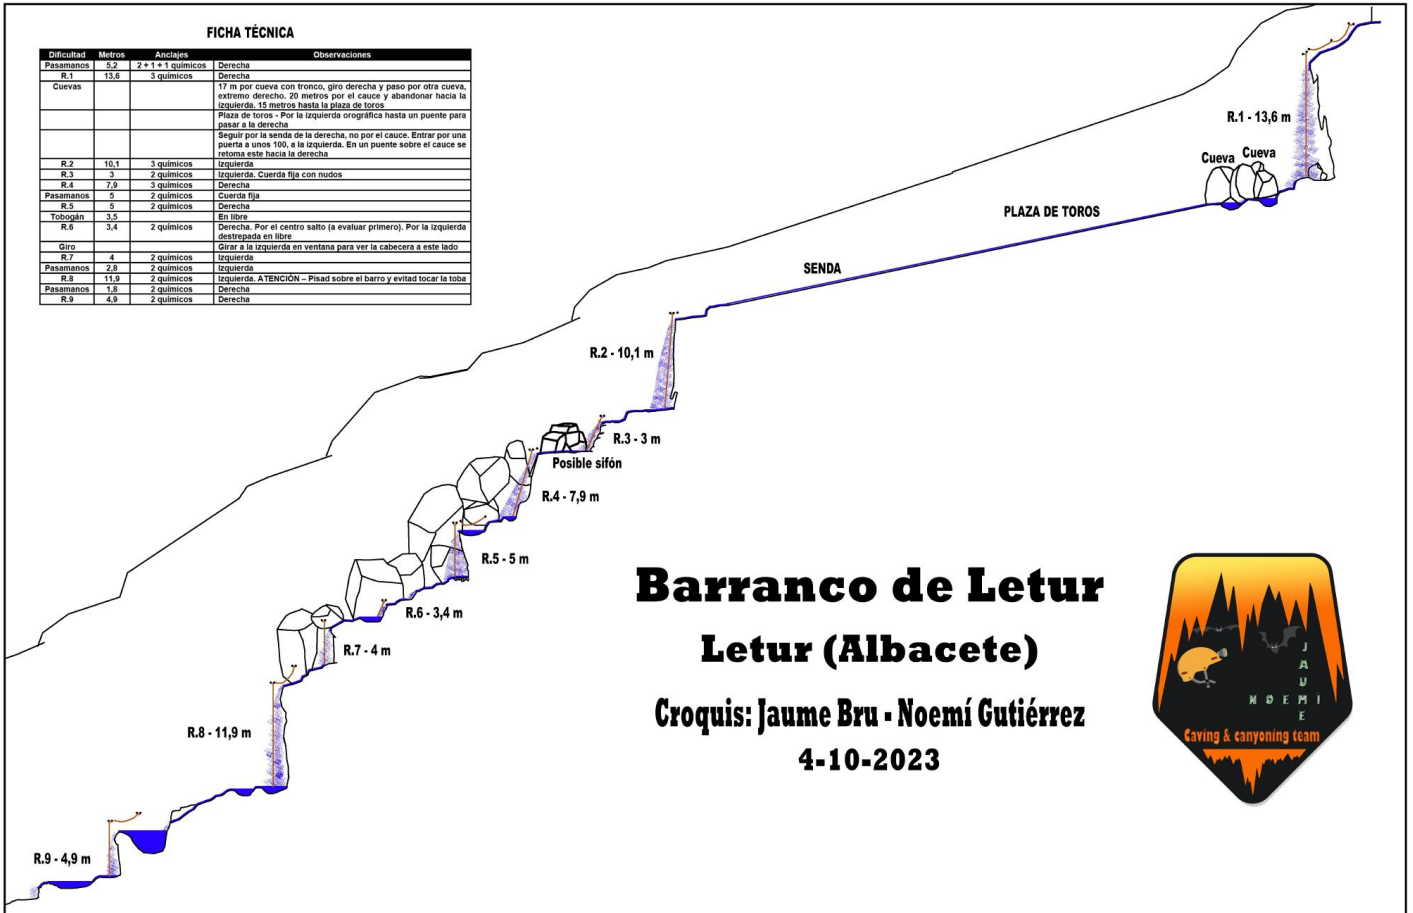 FICHA TÉCNICA
Dificultad Metros Anclajes Observaciones
Pasamanos 5,2 2 + 1 + 1 químicos Derecha
R.1 13,6 3 químicos Derecha
Cuevas 17 m por cueva con tronco, giro derecha y paso por otra cueva,
extremo derecho. 20 metros por el cauce y abandonar hacia la
izquierda. 15 metros hasta la plaza de toros
Plaza de toros - Por la izquierda orográfica hasta un puente para
pasar a la derecha
Seguir por la senda de la derecha, no por el cauce. Entrar por una
puerta a unos 100, a la izquierda. En un puente sobre el cauce se
retoma este hacia la derecha
R.2 10,1 3 químicos Izquierda
R.3 3 2 químicos Izquierda. Cuerda fija con nudos
R.4 7,9 3 químicos Derecha
Pasamanos 5 2 químicos Cuerda fija
R.5 5 2 químicos Derecha
Tobogán 3,5 En libre
R.6 3,4 2 químicos Derecha. Por el centro salto (a evaluar primero). Por la izquierda
destrepada en libre
Giro Girar a la izquierda en ventana para ver la cabecera a este lado
R.7 4 2 químicos Izquierda
Pasamanos 2,8 2 químicos Izquierda
R.8 11,9 2 químicos Izquierda. ATENCIÓN – Pisad sobre el barro y evitad tocar la toba
Pasamanos 1,8 2 químicos Derecha
R.9 4,9 2 químicos Derecha
R.1 - 13,6 m
Cueva Cueva
PLAZA DE TOROS
SENDA
R.2 - 10,1 m
R.3 - 3 m
Posible sifón
R.4 - 7,9 m
R.5 - 5 m
R.6 - 3,4 m
R.7 - 4 m
R.8 - 11,9 m
R.9 - 4,9 m
Barranco de Letur
Letur (Albacete)
Croquis: Jaume Bru - Noemí Gutiérrez
4-10-2023
JAUME
NOEMÍ
Caving & canyoning team